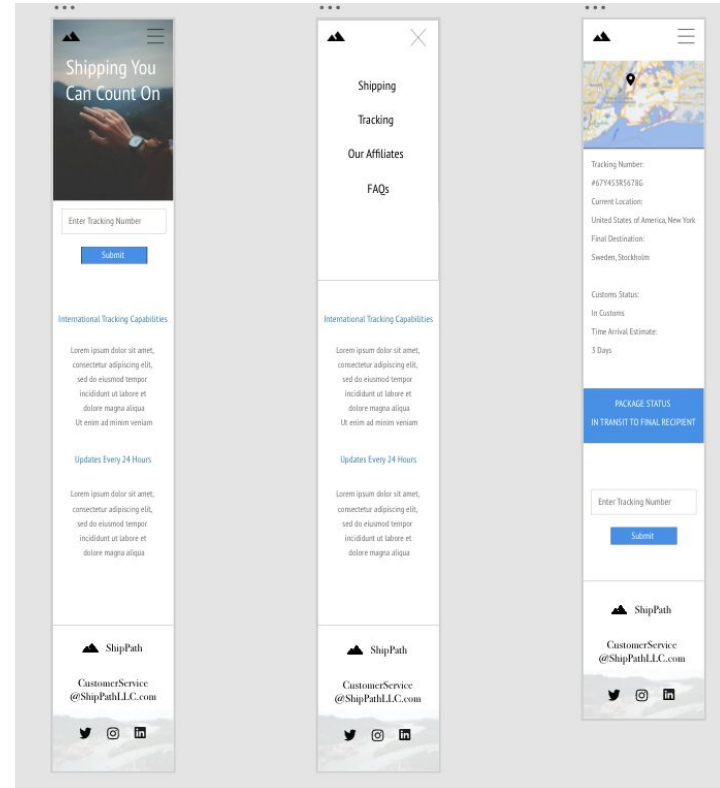 Shipping You
Can Count On
Enter Tracking Number
Submit
International Tracking Capabilities
Lorem ipsum dolor sit amet,
consectetur adipiscing elit,
sed do eiusmod tempor
incididunt ut labore et
dolore magna aliqua
Ut enim ad minim veniam
Updates Every 24 Hours
Lorem ipsum dolor sit amet,
consectetur adipiscing elit,
sed do eiusmod tempor
incididunt ut labore et
dolore magna aliqua
ShipPath
CustomerService
@ShipPathLLC.com
Shipping
Tracking
Our Affiliates
FAQs
International Tracking Capabilities
Lorem ipsum dolor sit amet,
consectetur adipiscing elit,
sed do eiusmod tempor
incididunt ut labore et
dolore magna aliqua
Ut enim ad minim veniam
Updates Every 24 Hours
Lorem ipsum dolor sit amet,
consectetur adipiscing elit,
sed do eiusmod tempor
incididunt ut labore et
dolore magna aliqua
ShipPath
CustomerService
@ShipPathLLC.com
Tracking Number:
#67Y453R5678G
Current Location:
United States of America, New York
Final Destination:
Sweden, Stockholm
Customs Status:
In Customs
Time Arrival Estimate:
3 Days
PACKAGE STATUS
IN TRANSIT TO FINAL RECIPIENT
Enter Tracking Number
Submit
ShipPath
CustomerService
@ShipPathLLC.com